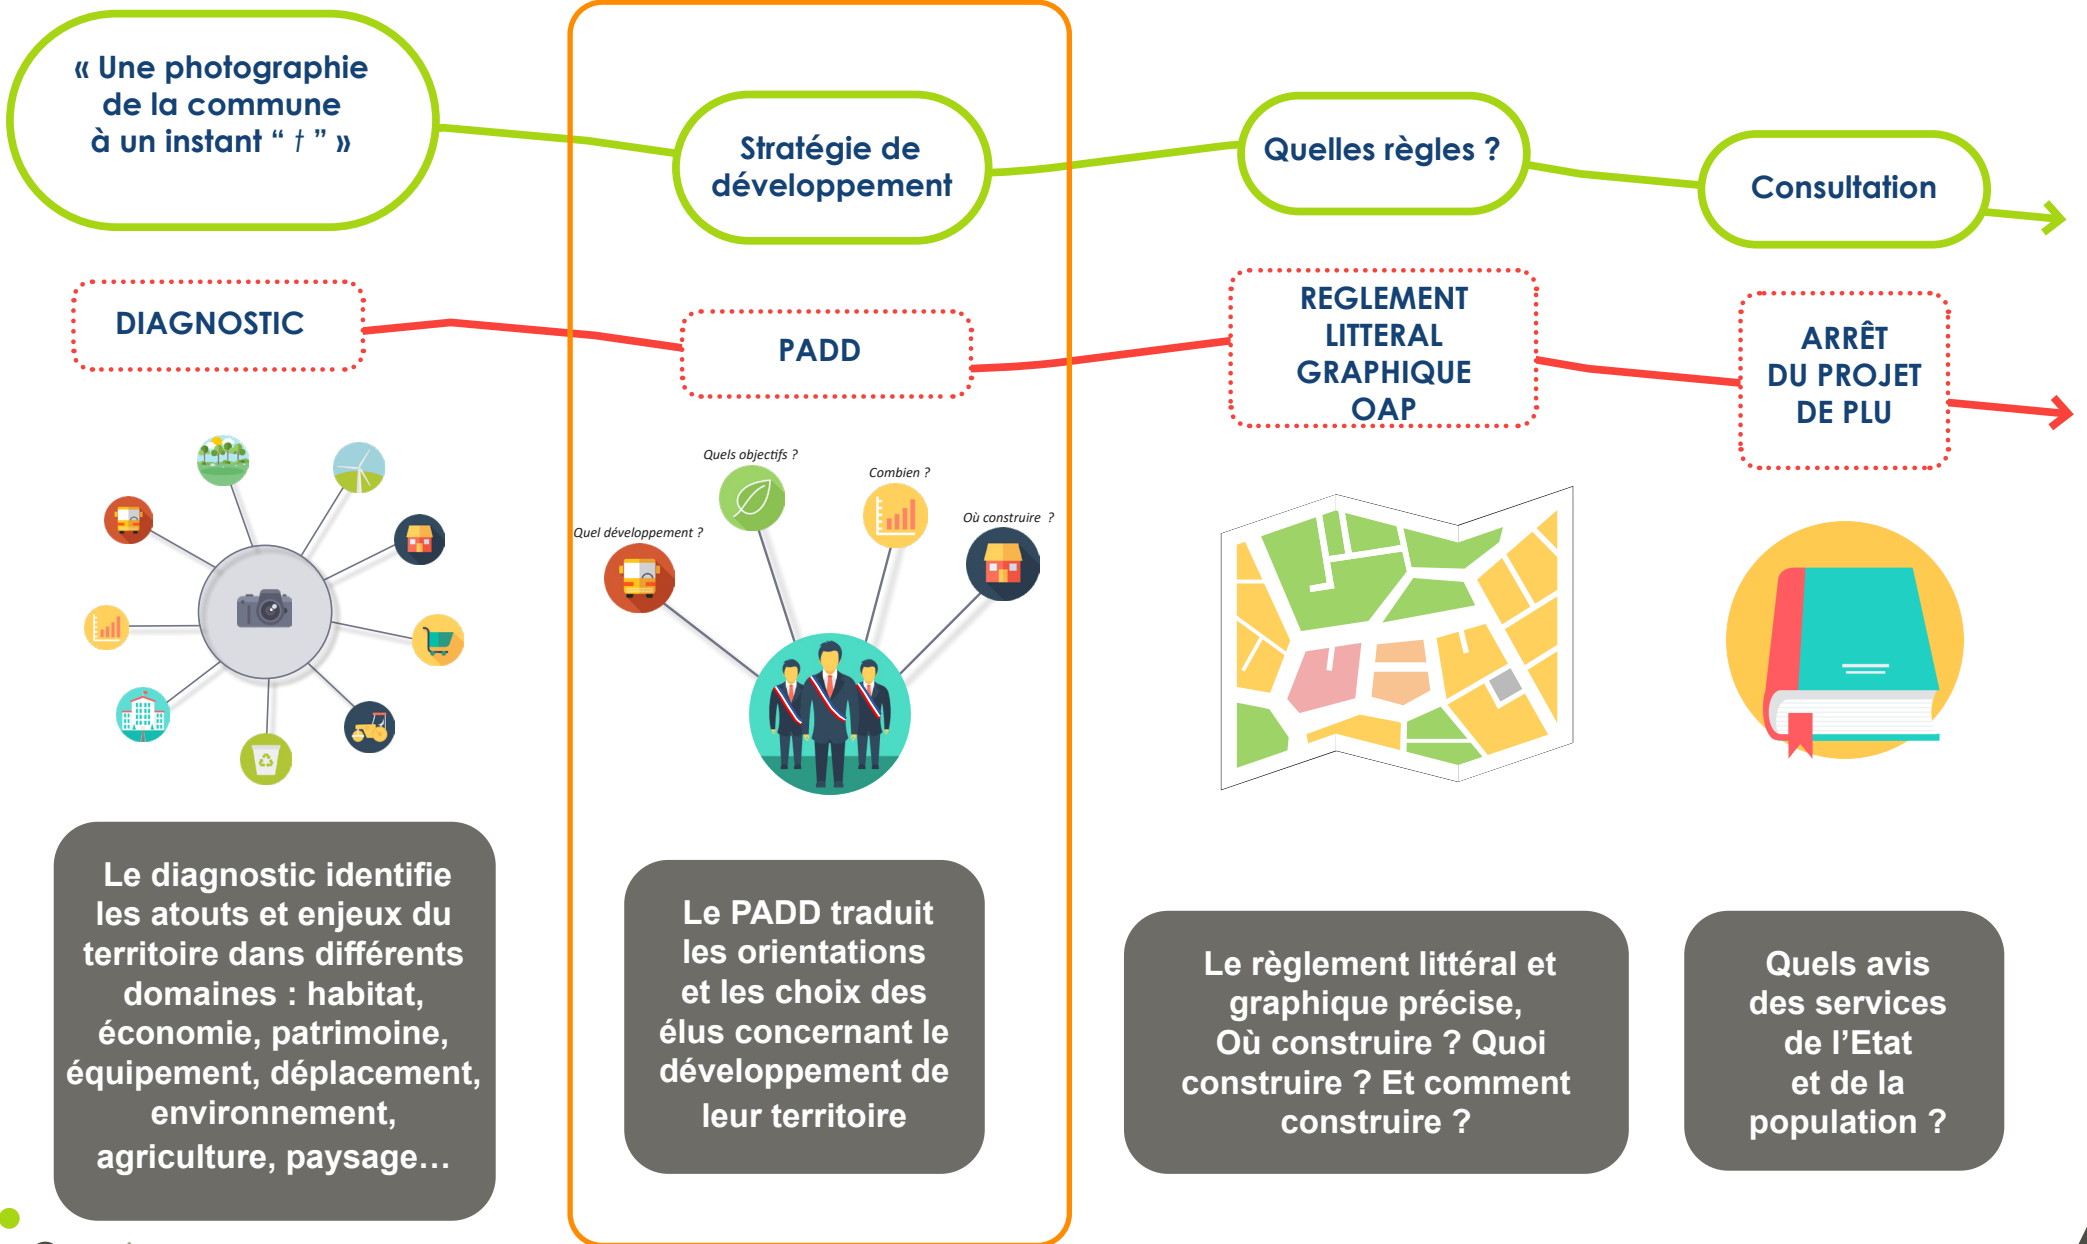 « Une photographie
de la commune
à un instant “ t ” »
Stratégie de
développement
Quelles règles ?
Consultation
DIAGNOSTIC
PADD
REGLEMENT
LITTERAL
GRAPHIQUE
OAP
ARRÊT
DU PROJET
DE PLU
Quels objectifs ?
Combien ?
Où construire  ?
Quel développement ?
Le diagnostic identifie
les atouts et enjeux du
territoire dans différents
domaines : habitat,
économie, patrimoine,
équipement, déplacement,
environnement,
agriculture, paysage…
Le PADD traduit
les orientations
et les choix des
élus concernant le
développement de
leur territoire
Le règlement littéral et
graphique précise,
Où construire ? Quoi
construire ? Et comment
construire ?
Quels avis
des services
de l’Etat
et de la
population ?